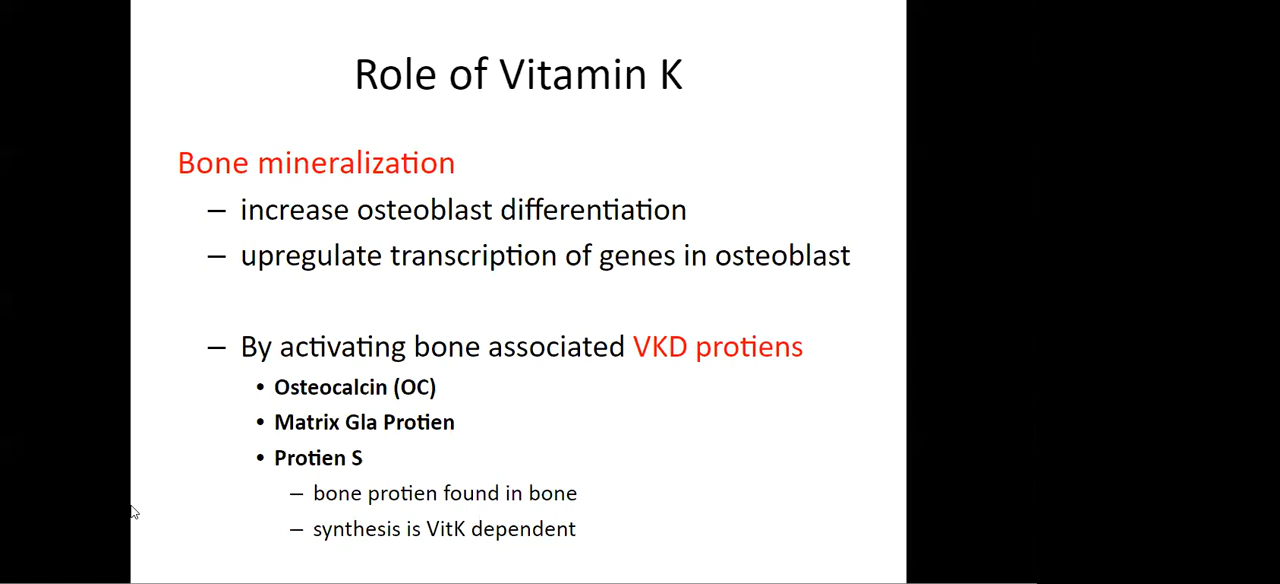 Role of Vitamin K
Bone mineralization
– increase osteoblast differentiation
– upregulate transcription of genes in osteoblast
– By activating bone associated VKD protiens
• Osteocalcin (OC)
• Matrix Gla Protien
• Protien S
– bone protien found in bone
– synthesis is VitK dependent